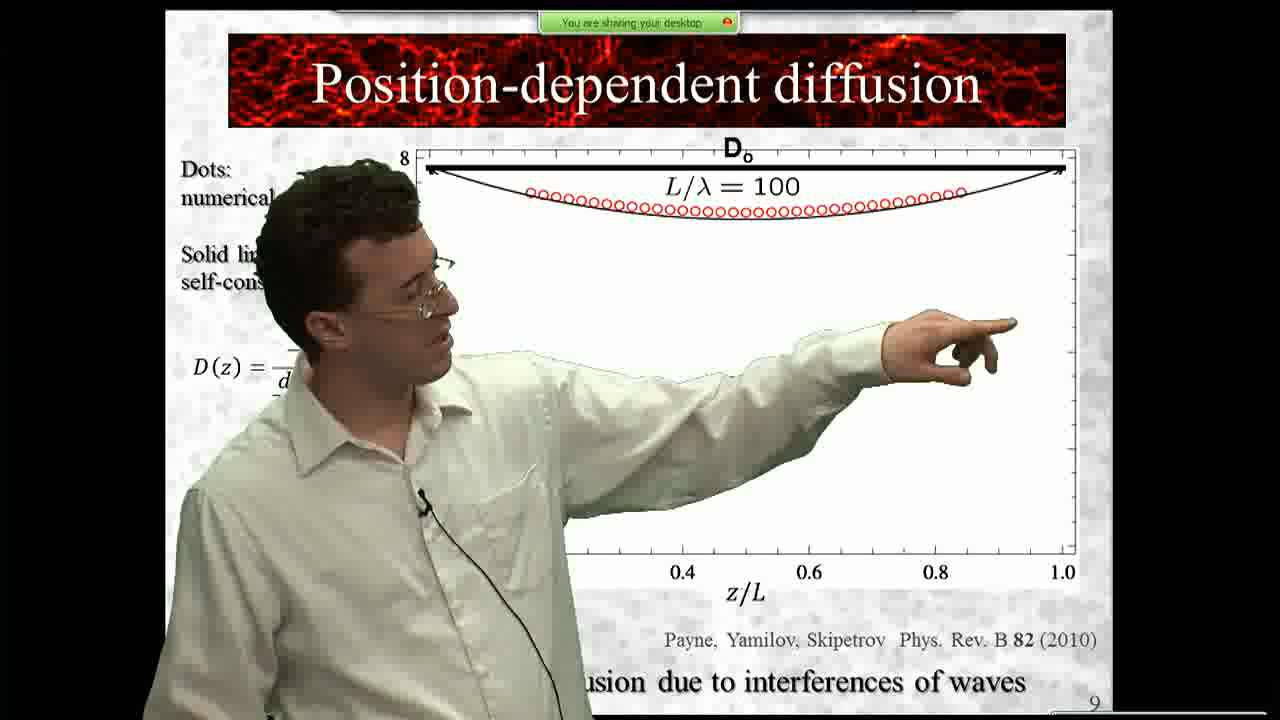 You are sharing your desktop
Position-dependent diffusion
Dots:
numerical
Solid
self-cons
D(z) =
d
8
D₀
L/λ = 100
0.4 0.6 0.8 1.0
z/L
Payne, Yamilov, Skipetrov Phys. Rev. B 82 (2010)
usion due to interferences of waves
9